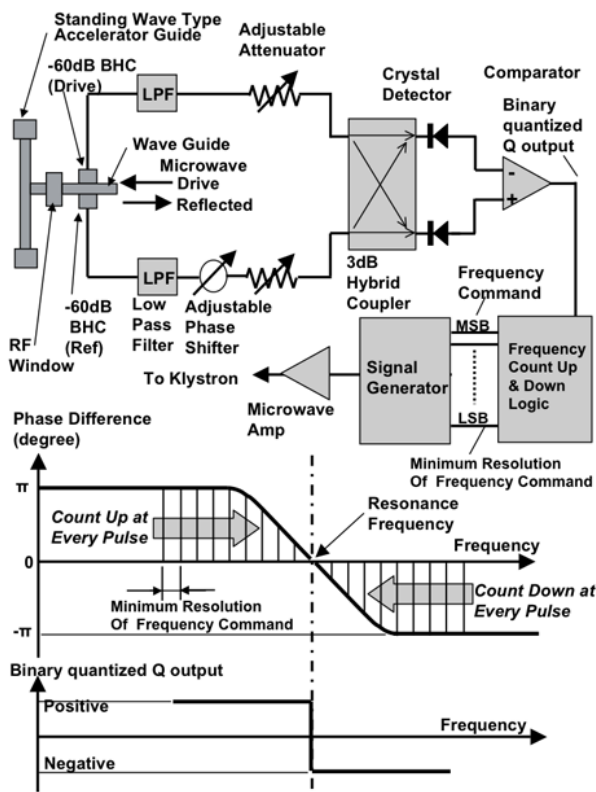 Standing Wave Type
Accelerator Guide
-60dB BHC
(Drive)
LPF
Adjustable
Attenuator
Crystal
Detector
Comparator
Binary
quantized
Q output
Wave Guide
Microwave
Drive
Reflected
-
+
LPF
3dB
Hybrid
Coupler
-60dB
BHC
(Ref)
Low
Pass
Filter
Adjustable
Phase
Shifter
RF
Window
Frequency
Command
MSB
LSB
Signal
Generator
Frequency
Count Up
& Down
Logic
To Klystron
Microwave
Amp
Minimum Resolution
Of Frequency Command
Phase Difference
(degree)
π
Count Up at
Every Pulse
Resonance
Frequency
0
Frequency
Minimum Resolution
Of Frequency Command
Count Down at
Every Pulse
-π
Binary quantized Q output
Positive
Frequency
Negative